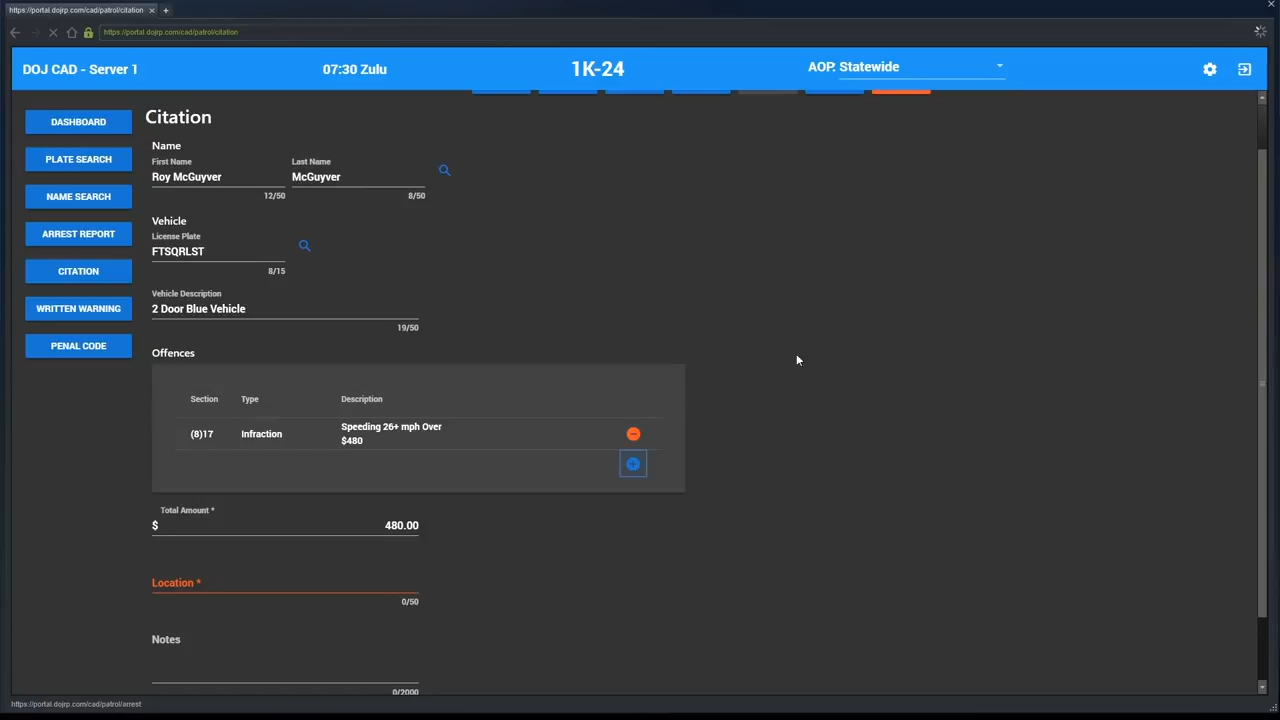 https://portal.dojrp.com/cad/patrol/citation
https://portal.dojrp.com/cad/patrol/citation
DOJ CAD - Server 1
07:30 Zulu
1K-24
AOP: Statewide
DASHBOARD
PLATE SEARCH
NAME SEARCH
ARREST REPORT
CITATION
WRITTEN WARNING
PENAL CODE
Citation
Name
First Name Last Name
Roy McGuyver McGuyver
12/50 8/50
Vehicle
License Plate
FTSQRLST
8/15
Vehicle Description
2 Door Blue Vehicle
19/50
Offences
Section Type Description
(8)17 Infraction Speeding 26+ mph Over
$480
Total Amount *
$ 480.00
Location *
0/50
Notes
0/2000
https://portal.dojrp.com/cad/patrol/arrest